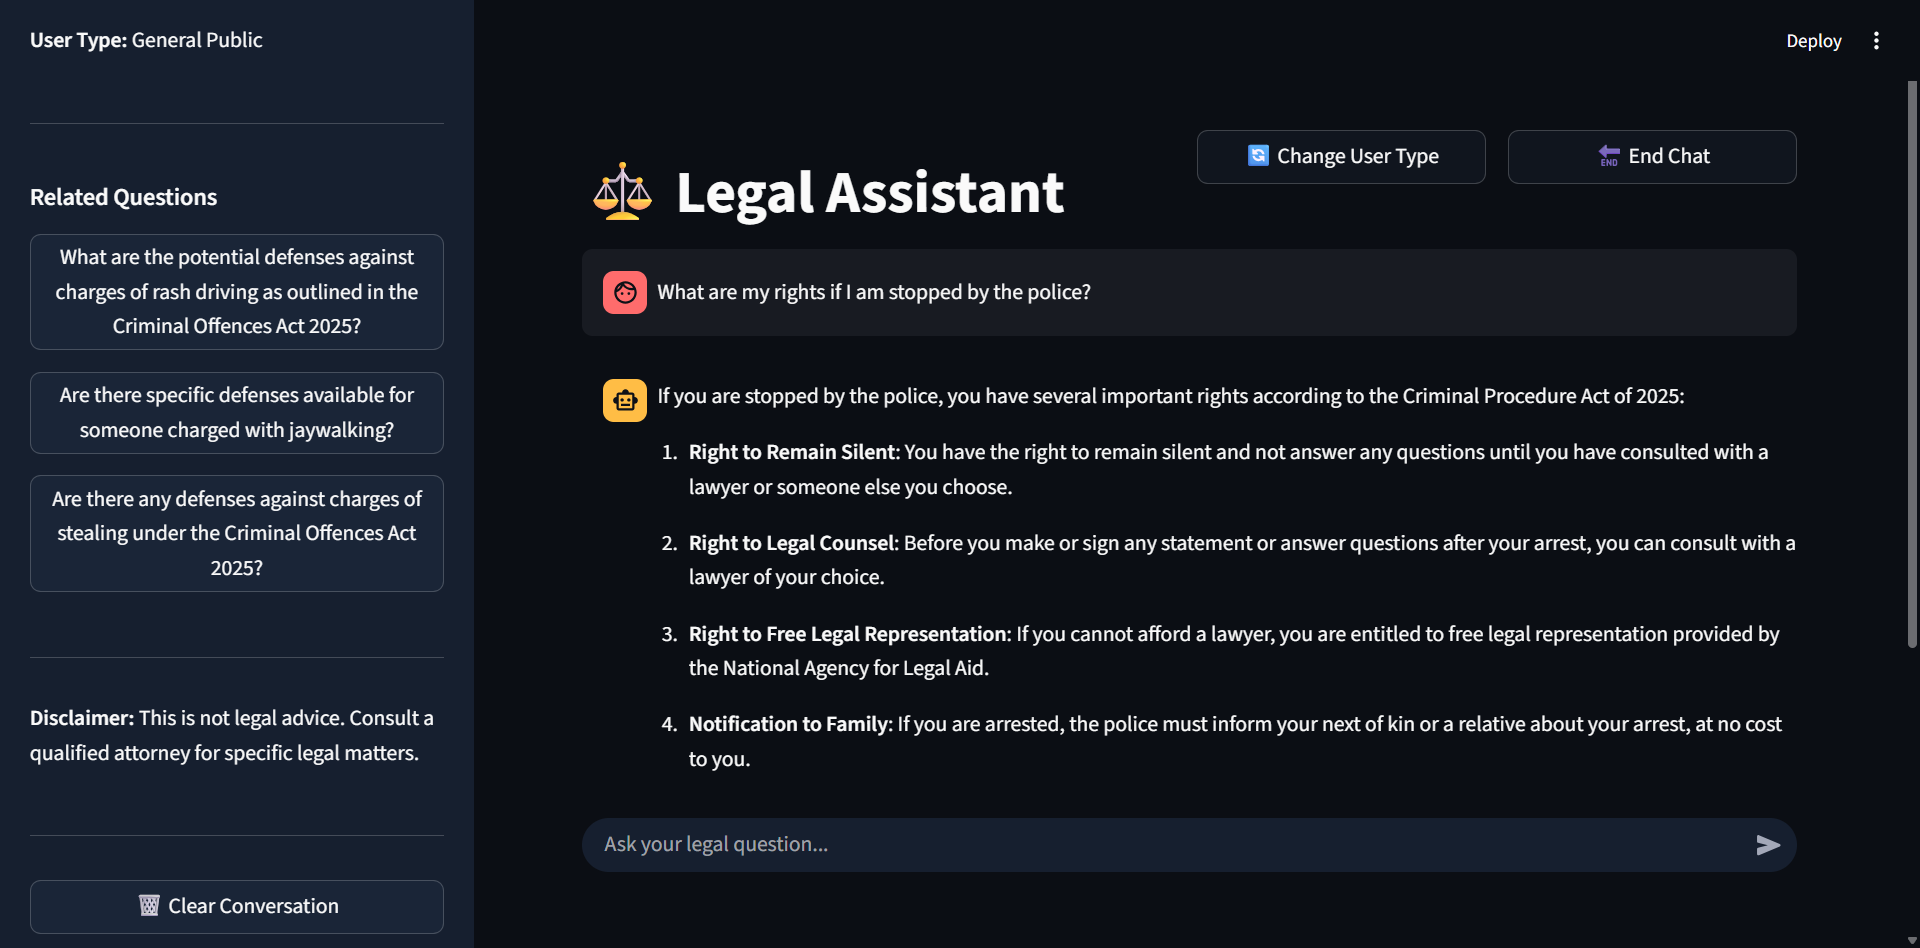 User Type: General Public
Related Questions
What are the potential defenses against
charges of rash driving as outlined in the
Criminal Offences Act 2025?
Are there specific defenses available for
someone charged with jaywalking?
Are there any defenses against charges of
stealing under the Criminal Offences Act
2025?
Disclaimer: This is not legal advice. Consult a
qualified attorney for specific legal matters.
Clear Conversation
Deploy
Change User Type
END
End Chat
Legal Assistant
What are my rights if I am stopped by the police?
If you are stopped by the police, you have several important rights according to the Criminal Procedure Act of 2025:
1. Right to Remain Silent: You have the right to remain silent and not answer any questions until you have consulted with a
lawyer or someone else you choose.
2. Right to Legal Counsel: Before you make or sign any statement or answer questions after your arrest, you can consult with a
lawyer of your choice.
3. Right to Free Legal Representation: If you cannot afford a lawyer, you are entitled to free legal representation provided by
the National Agency for Legal Aid.
4. Notification to Family: If you are arrested, the police must inform your next of kin or a relative about your arrest, at no cost
to you.
Ask your legal question...